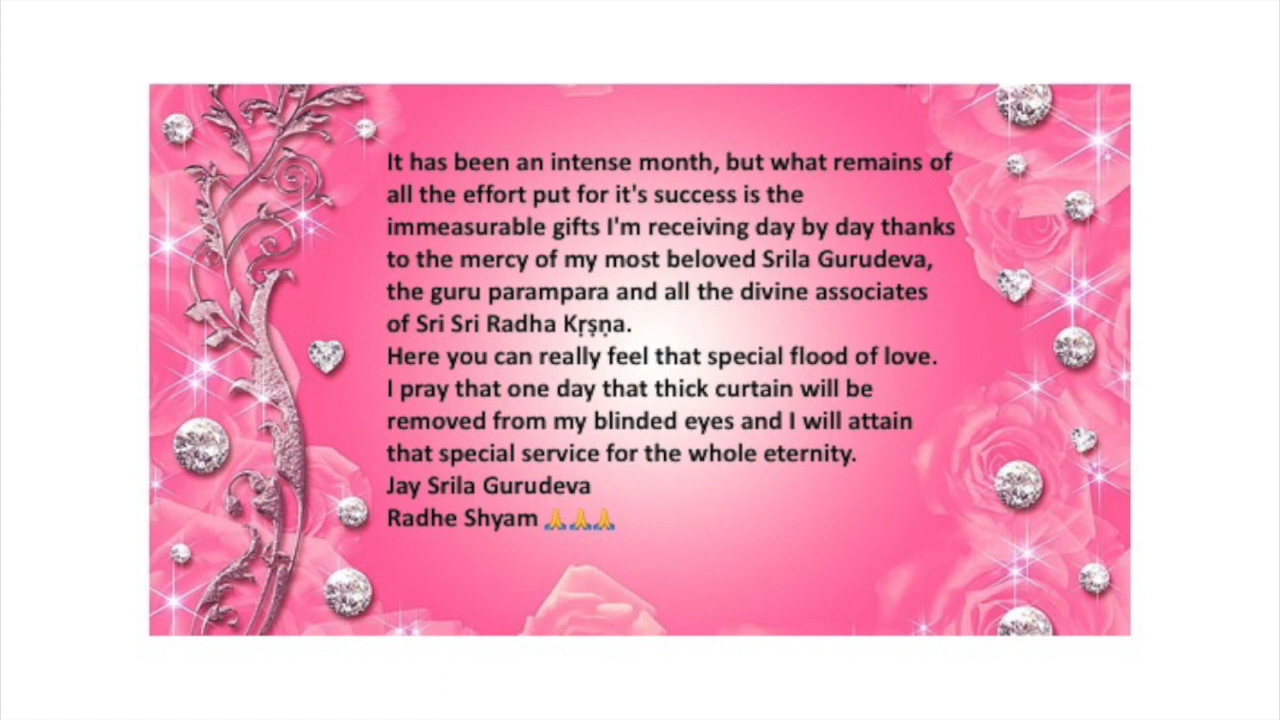 It has been an intense month, but what remains of
all the effort put for it's success is the
immeasurable gifts I'm receiving day by day thanks
to the mercy of my most beloved Srila Gurudeva,
the guru parampara and all the divine associates
of Sri Sri Radha Kṛṣṇa.
Here you can really feel that special flood of love.
I pray that one day that thick curtain will be
removed from my blinded eyes and I will attain
that special service for the whole eternity.
Jay Srila Gurudeva
Radhe Shyam 🙏🙏🙏